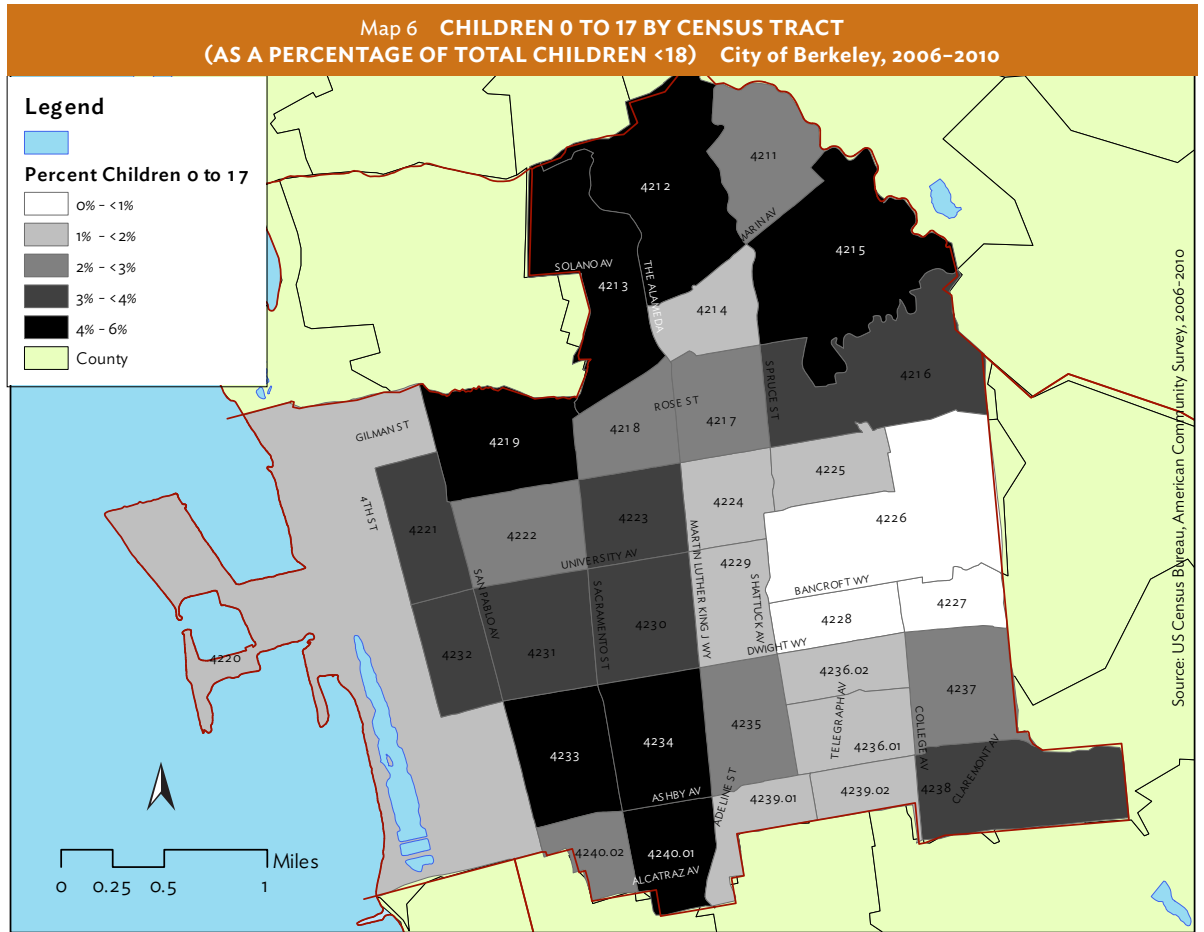 Map 6 CHILDREN 0 TO 17 BY CENSUS TRACT
(AS A PERCENTAGE OF TOTAL CHILDREN <18) City of Berkeley, 2006–2010
Legend
Percent Children 0 to 17
0% - <1%
1% - <2%
2% - <3%
3% - <4%
4% - 6%
County
4211
4212
MARIN AV
4215
SOLANO AV
4213
THE ALAMEDA
4214
4216
SPRUCE ST
ROSE ST
4217
4218
GILMAN ST
4219
4225
4224
4226
4TH ST
4221
4222
4223
UNIVERSITY AV
MARTIN LUTHER KING J WY
4229
SHATTUCK AV
BANCROFT WY
4227
4228
SAN PABLO AV
SACRAMENTO ST
4230
4231
4232
4220
DWIGHT WY
4236.02
4237
TELEGRAPH AV
COLLEGE AV
4235
4234
4233
4236.01
CLAREMONT AV
4238
ASHBY AV
ADELINE ST
4239.01
4239.02
4240.02
4240.01
ALCATRAZ AV
Miles
0 0.25 0.5 1
Source: US Census Bureau, American Community Survey, 2006-2010